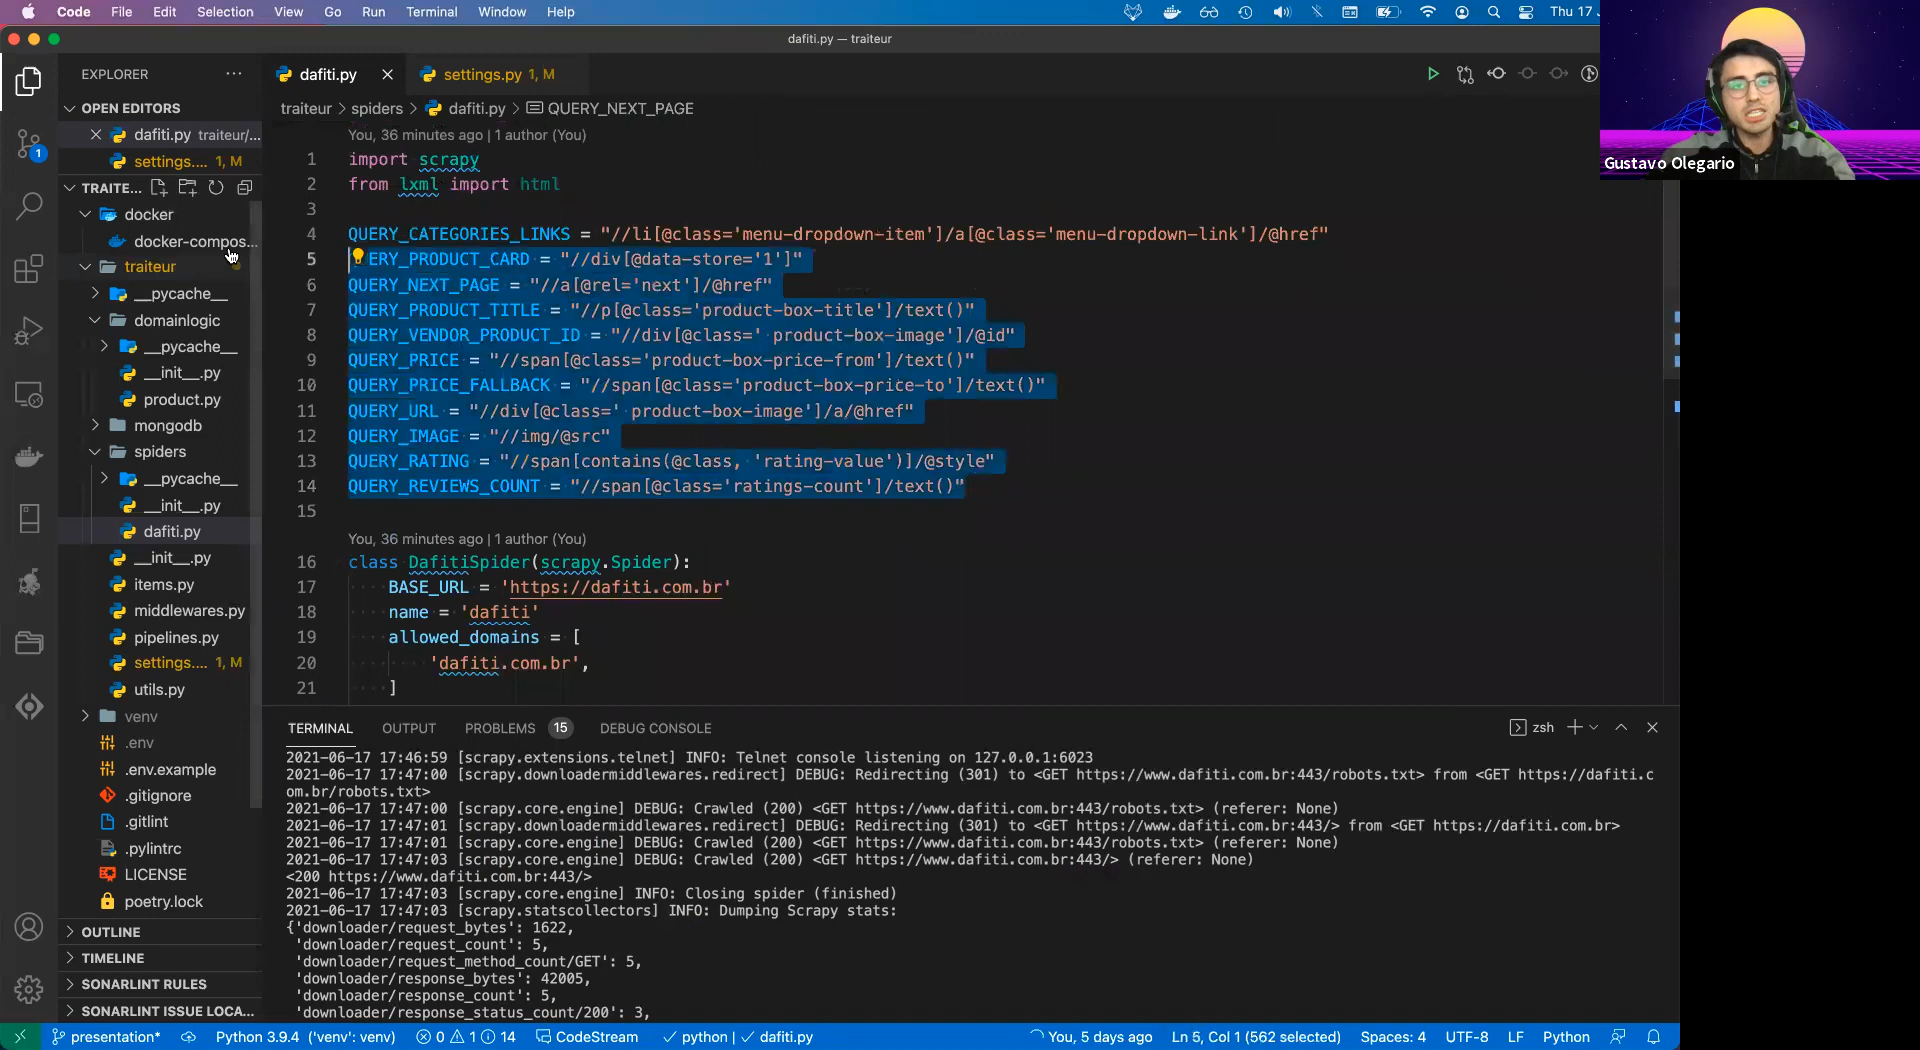 Code File Edit Selection View Go Run Terminal Window Help Thu 17
dafiti.py — traiteur
EXPLORER
dafiti.py
settings.py 1, M
OPEN EDITORS
dafiti.py traiteur/...
settings.... 1, M
TRAITE...
docker
docker-compos...
traiteur
__pycache__
domainlogic
__pycache__
__init__.py
product.py
mongodb
spiders
__pycache__
__init__.py
dafiti.py
__init__.py
items.py
middlewares.py
pipelines.py
settings.... 1, M
utils.py
venv
.env
.env.example
.gitignore
.gitlint
.pylintrc
LICENSE
poetry.lock
OUTLINE
TIMELINE
SONARLINT RULES
SONARLINT ISSUE LOCA...
1
traiteur > spiders > dafiti.py > QUERY_NEXT_PAGE
You, 36 minutes ago | 1 author (You)
1 import scrapy
2 from lxml import html
3
4 QUERY_CATEGORIES_LINKS = "//li[@class='menu-dropdown-item']/a[@class='menu-dropdown-link']/@href"
5 ERY_PRODUCT_CARD = "//div[@data-store='1']"
6 QUERY_NEXT_PAGE = "//a[@rel='next']/@href"
7 QUERY_PRODUCT_TITLE = "//p[@class='product-box-title']/text()"
8 QUERY_VENDOR_PRODUCT_ID = "//div[@class=' product-box-image']/@id"
9 QUERY_PRICE = "//span[@class='product-box-price-from']/text()"
10 QUERY_PRICE_FALLBACK = "//span[@class='product-box-price-to']/text()"
11 QUERY_URL = "//div[@class=' product-box-image']/a/@href"
12 QUERY_IMAGE = "//img/@src"
13 QUERY_RATING = "//span[contains(@class, 'rating-value')]/@style"
14 QUERY_REVIEWS_COUNT = "//span[@class='ratings-count']/text()"
15
You, 36 minutes ago | 1 author (You)
16 class DafitiSpider(scrapy.Spider):
17 BASE_URL = 'https://dafiti.com.br'
18 name = 'dafiti'
19 allowed_domains = [
20 'dafiti.com.br',
21 ]
TERMINAL OUTPUT PROBLEMS 15 DEBUG CONSOLE zsh
2021-06-17 17:46:59 [scrapy.extensions.telnet] INFO: Telnet console listening on 127.0.0.1:6023
2021-06-17 17:47:00 [scrapy.downloadermiddlewares.redirect] DEBUG: Redirecting (301) to <GET https://www.dafiti.com.br:443/robots.txt> from <GET https://dafiti.c
om.br/robots.txt>
2021-06-17 17:47:00 [scrapy.core.engine] DEBUG: Crawled (200) <GET https://www.dafiti.com.br:443/robots.txt> (referer: None)
2021-06-17 17:47:01 [scrapy.downloadermiddlewares.redirect] DEBUG: Redirecting (301) to <GET https://www.dafiti.com.br:443/> from <GET https://dafiti.com.br>
2021-06-17 17:47:01 [scrapy.core.engine] DEBUG: Crawled (200) <GET https://www.dafiti.com.br:443/robots.txt> (referer: None)
2021-06-17 17:47:03 [scrapy.core.engine] DEBUG: Crawled (200) <GET https://www.dafiti.com.br:443/> (referer: None)
<200 https://www.dafiti.com.br:443/>
2021-06-17 17:47:03 [scrapy.core.engine] INFO: Closing spider (finished)
2021-06-17 17:47:03 [scrapy.statscollectors] INFO: Dumping Scrapy stats:
{'downloader/request_bytes': 1622,
'downloader/request_count': 5,
'downloader/request_method_count/GET': 5,
'downloader/response_bytes': 42005,
'downloader/response_count': 5,
'downloader/response_status_count/200': 3,
presentation* Python 3.9.4 ('venv': venv) 0 1 14 CodeStream python | dafiti.py You, 5 days ago Ln 5, Col 1 (562 selected) Spaces: 4 UTF-8 LF Python
Gustavo Olegario